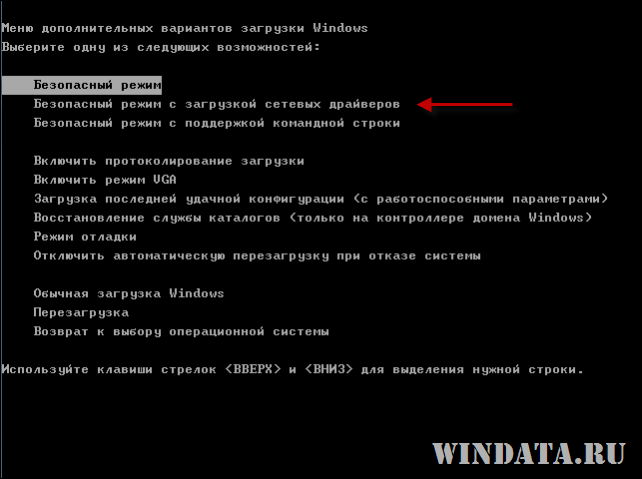 Меню дополнительных вариантов загрузки Windows
Выберите одну из следующих возможностей:
Безопасный режим
Безопасный режим с загрузкой сетевых драйверов
Безопасный режим с поддержкой командной строки
Включить протоколирование загрузки
Включить режим VGA
Загрузка последней удачной конфигурации (с работоспособными параметрами)
Восстановление службы каталогов (только на контроллере домена Windows)
Режим отладки
Отключить автоматическую перезагрузку при отказе системы
Обычная загрузка Windows
Перезагрузка
Возврат к выбору операционной системы
Используйте клавиши стрелок <ВВЕРХ> и <ВНИЗ> для выделения нужной строки.
WINDATA.RU